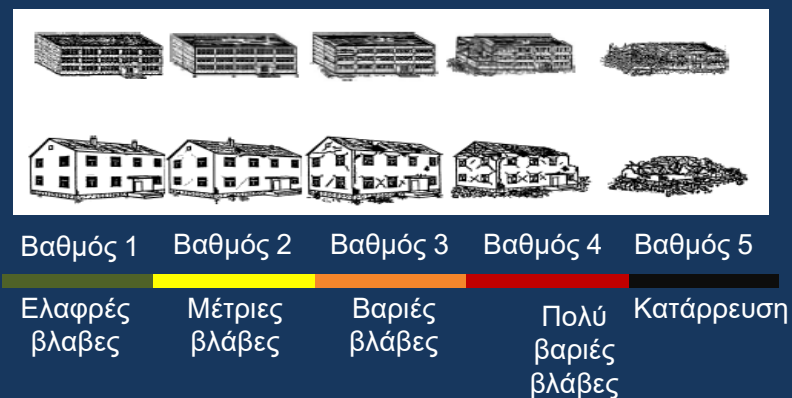 Βαθμός 1 Βαθμός 2 Βαθμός 3 Βαθμός 4 Βαθμός 5
Ελαφρές βλαβες
Μέτριες βλάβες
Βαριές βλάβες
Πολύ βαριές βλάβες
Κατάρρευση